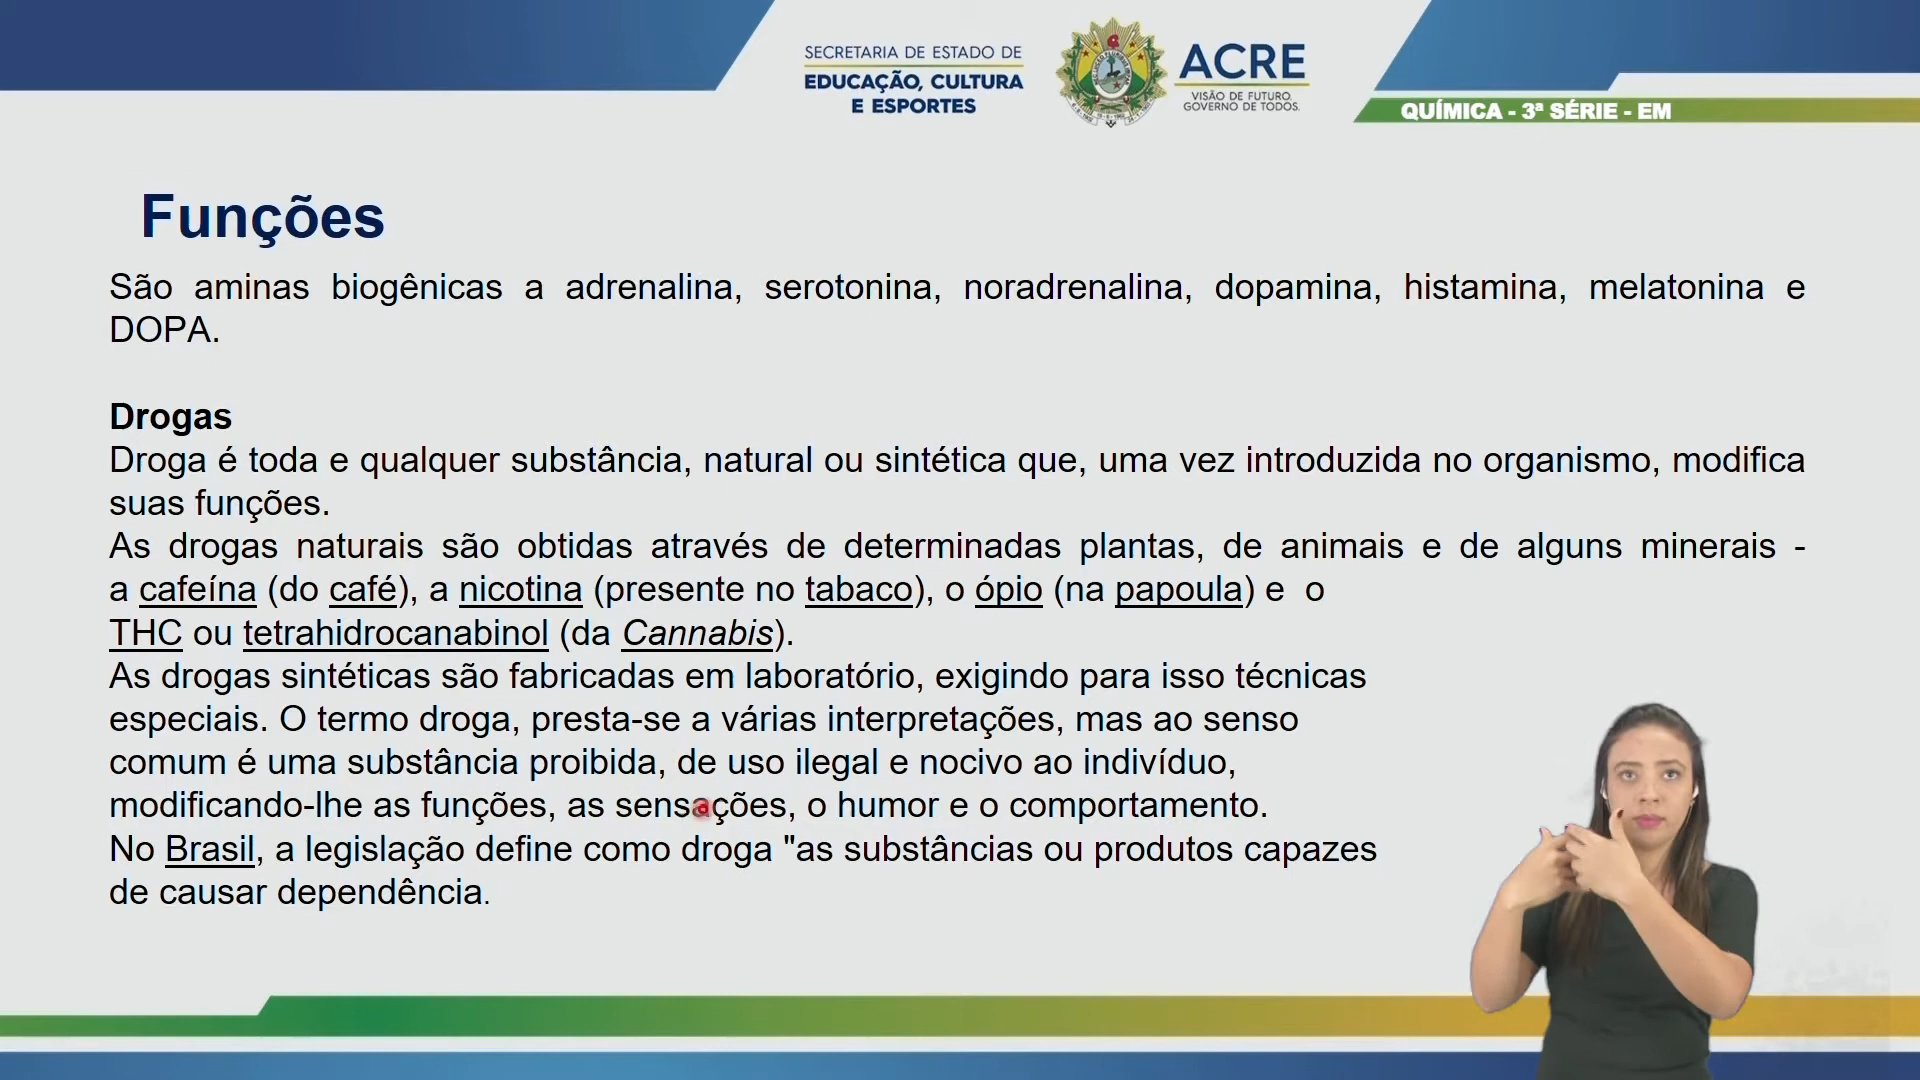 SECRETARIA DE ESTADO DE
EDUCAÇÃO, CULTURA
E ESPORTES
ACRE
VISÃO DE FUTURO.
GOVERNO DE TODOS.
QUÍMICA - 3ª SÉRIE - EM
Funções
São aminas biogênicas a adrenalina, serotonina, noradrenalina, dopamina, histamina, melatonina e
DOPA.
Drogas
Droga é toda e qualquer substância, natural ou sintética que, uma vez introduzida no organismo, modifica
suas funções.
As drogas naturais são obtidas através de determinadas plantas, de animais e de alguns minerais -
a cafeína (do café), a nicotina (presente no tabaco), o ópio (na papoula) e o
THC ou tetrahidrocanabinol (da Cannabis).
As drogas sintéticas são fabricadas em laboratório, exigindo para isso técnicas
especiais. O termo droga, presta-se a várias interpretações, mas ao senso
comum é uma substância proibida, de uso ilegal e nocivo ao indivíduo,
modificando-lhe as funções, as sensações, o humor e o comportamento.
No Brasil, a legislação define como droga "as substâncias ou produtos capazes
de causar dependência.